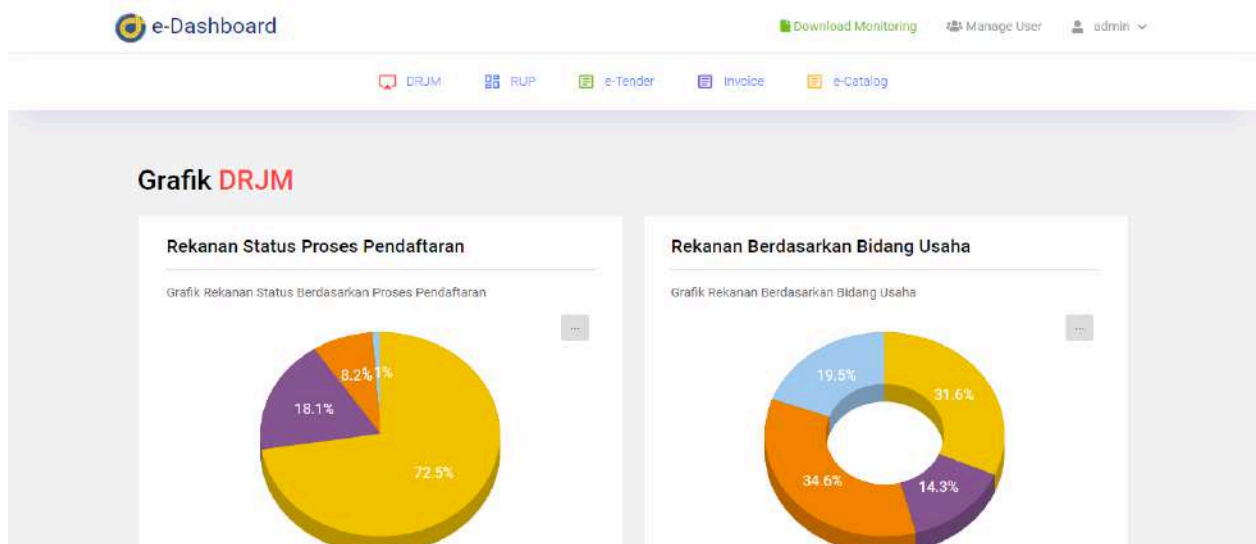 e-Dashboard
Download Monitoring Manage User admin
DRJM RUP e-Tender Invoice e-Catalog
Grafik DRJM
Rekanan Status Proses Pendaftaran
Grafik Rekanan Status Berdasarkan Proses Pendaftaran
...
8.2%
18.1%
72.5%
Rekanan Berdasarkan Bidang Usaha
Grafik Rekanan Berdasarkan Bidang Usaha
...
19.5%
31.6%
34.6%
14.3%